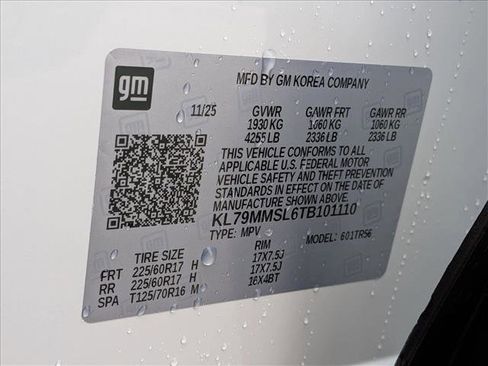 gm
MFD BY GM KOREA COMPANY
11/25 GVWR GAWR FRT GAWR RR
1930 KG 1060 KG 1060 KG
4255 LB 2336 LB 2336 LB
THIS VEHICLE CONFORMS TO ALL
APPLICABLE U.S. FEDERAL MOTOR
VEHICLE SAFETY AND THEFT PREVENTION
STANDARDS IN EFFECT ON THE DATE OF
MANUFACTURE SHOWN ABOVE.
KL79MMSL6TB101110
TYPE: MPV MODEL: 601TR56
TIRE SIZE RIM
FRT 225/60R17 H 17X7.5J
RR 225/60R17 H 17X7.5J
SPA T125/70R16 M 16X4BT